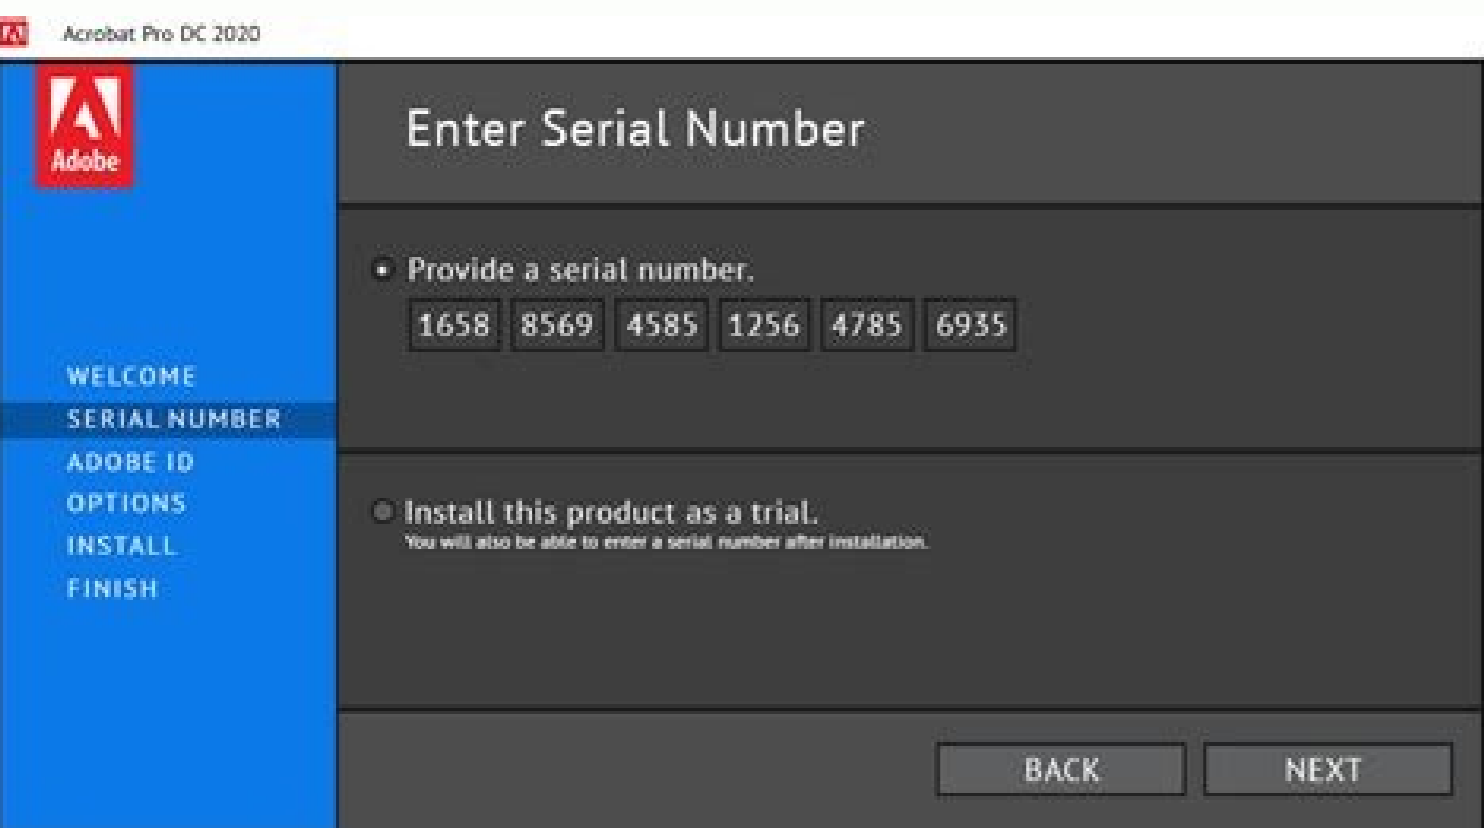 Acrobat Pro DC 2020
Adobe
Enter Serial Number
Provide a serial number.
1658 8569 4585 1256 4785 6935
WELCOME
SERIAL NUMBER
ADOBE ID
OPTIONS
INSTALL
FINISH
Install this product as a trial.
You will also be able to enter a serial number after installation.
BACK NEXT